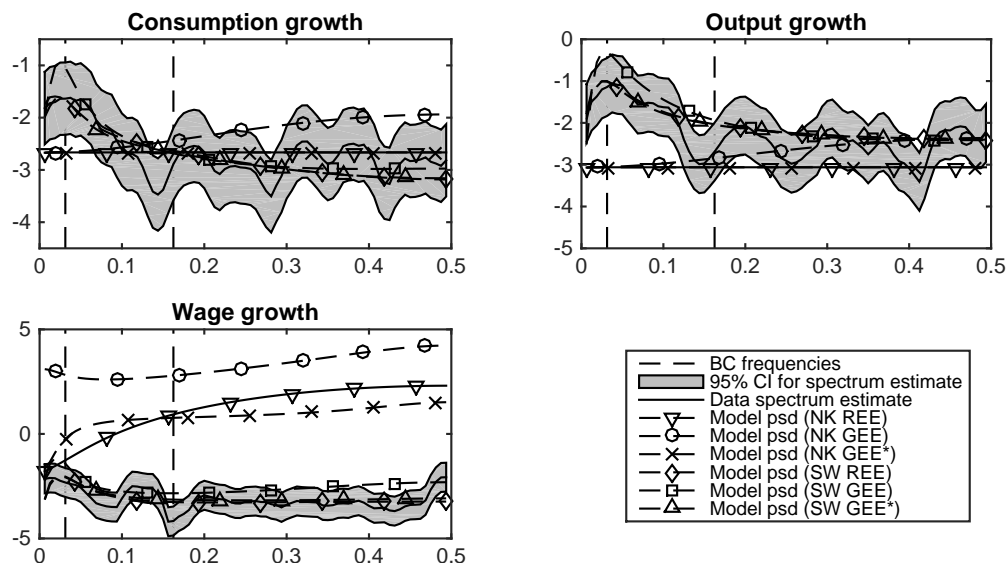 Consumption growth
-1
-2
-3
-4
0
0.1
0.2
0.3
0.4
0.5
Output growth
0
-1
-2
-3
-4
-5
0
0.1
0.2
0.3
0.4
0.5
Wage growth
5
0
-5
0
0.1
0.2
0.3
0.4
0.5
BC frequencies
95% CI for spectrum estimate
Data spectrum estimate
Model psd (NK REE)
Model psd (NK GEE)
Model psd (NK GEE*)
Model psd (SW REE)
Model psd (SW GEE)
Model psd (SW GEE*)